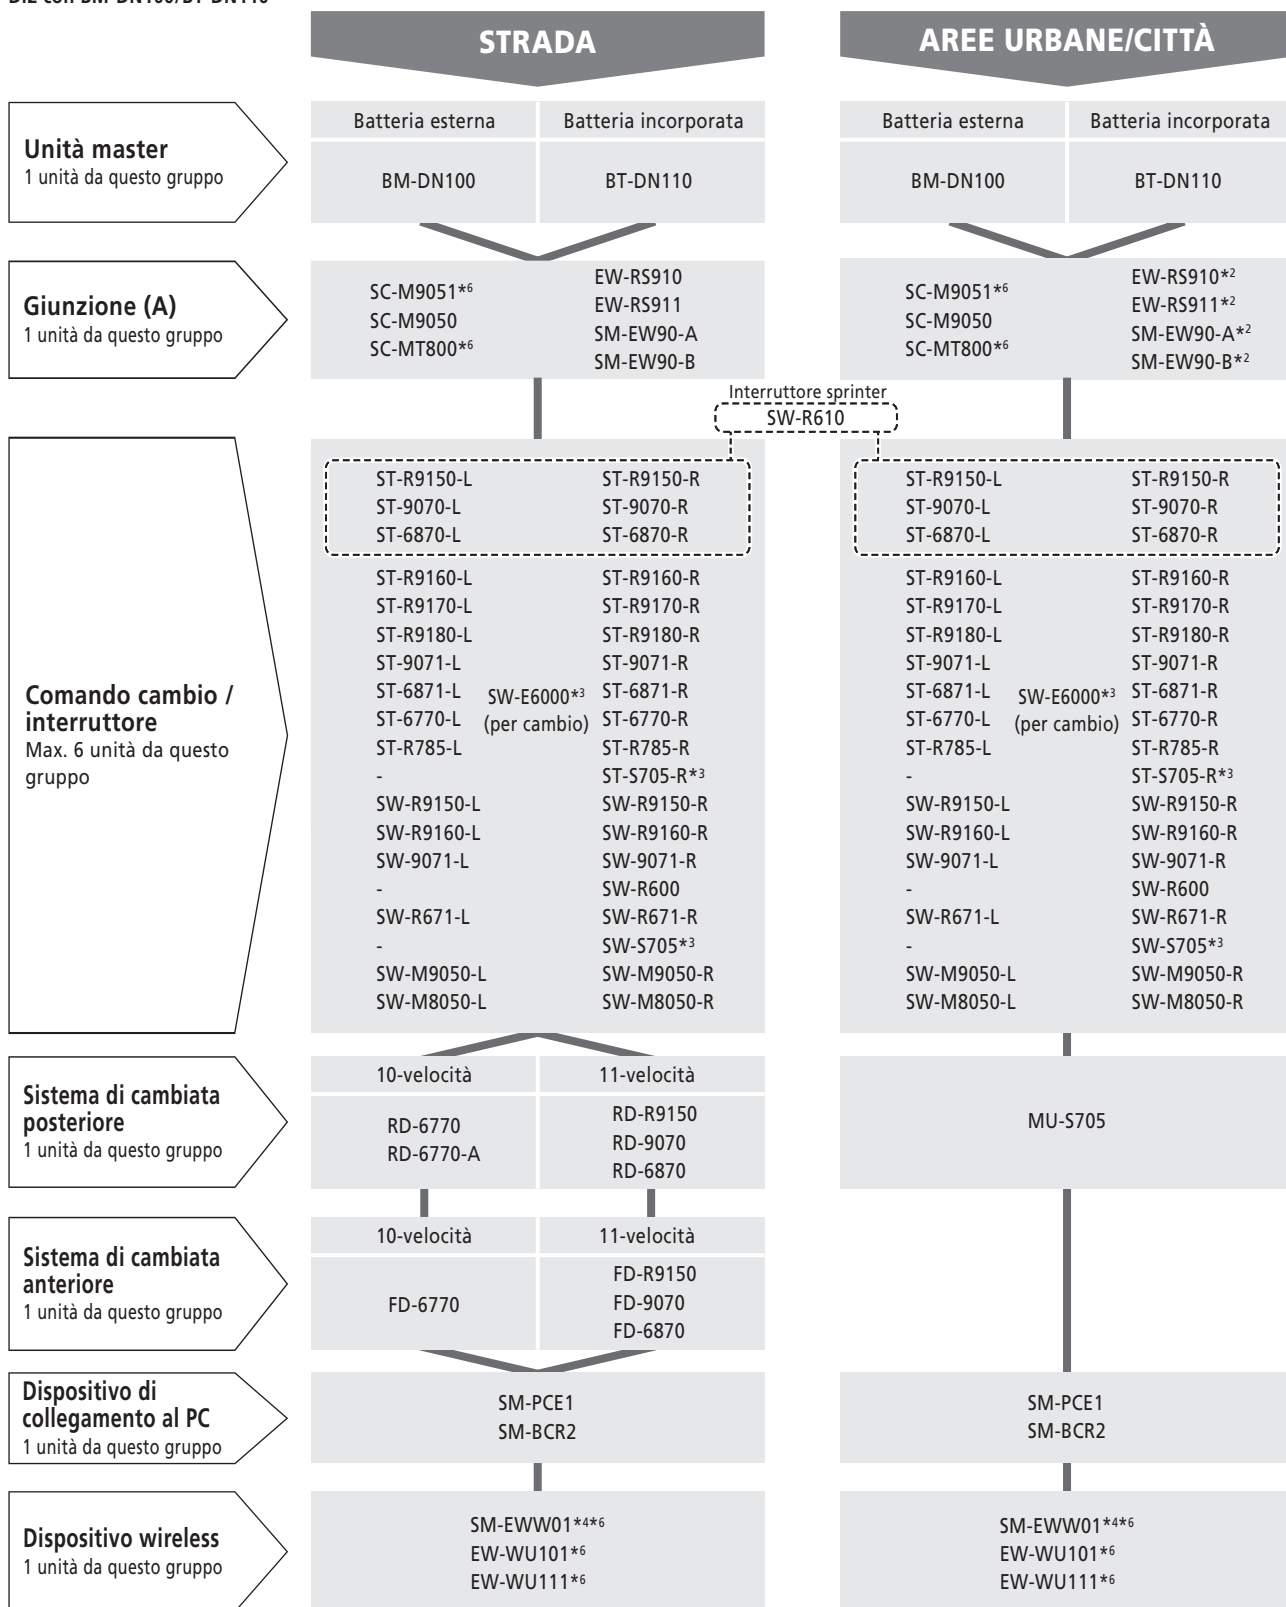 Di2 con BM-DN100/BT-DN110
STRADA
AREE URBANE/CITTÀ
Unità master
1 unità da questo gruppo
Batteria esterna
Batteria incorporata
BM-DN100
BT-DN110
Batteria esterna
Batteria incorporata
BM-DN100
BT-DN110
Giunzione (A)
1 unità da questo gruppo
SC-M9051*6
SC-M9050
SC-MT800*6
EW-RS910
EW-RS911
SM-EW90-A
SM-EW90-B
SC-M9051*6
SC-M9050
SC-MT800*6
EW-RS910*2
EW-RS911*2
SM-EW90-A*2
SM-EW90-B*2
Interruttore sprinter
SW-R610
Comando cambio /
interruttore
Max. 6 unità da questo
gruppo
ST-R9150-L
ST-9070-L
ST-6870-L
ST-R9160-L
ST-R9170-L
ST-R9180-L
ST-9071-L
ST-6871-L
ST-6770-L
ST-R785-L
-
SW-R9150-L
SW-R9160-L
SW-9071-L
-
SW-R671-L
-
SW-M9050-L
SW-M8050-L
SW-E6000*3
(per cambio)
ST-R9150-R
ST-9070-R
ST-6870-R
ST-R9160-R
ST-R9170-R
ST-R9180-R
ST-9071-R
ST-6871-R
ST-6770-R
ST-R785-R
ST-S705-R*3
SW-R9150-R
SW-R9160-R
SW-9071-R
SW-R600
SW-R671-R
SW-S705*3
SW-M9050-R
SW-M8050-R
ST-R9150-L
ST-9070-L
ST-6870-L
ST-R9160-L
ST-R9170-L
ST-R9180-L
ST-9071-L
ST-6871-L
ST-6770-L
ST-R785-L
-
SW-R9150-L
SW-R9160-L
SW-9071-L
-
SW-R671-L
-
SW-M9050-L
SW-M8050-L
SW-E6000*3
(per cambio)
ST-R9150-R
ST-9070-R
ST-6870-R
ST-R9160-R
ST-R9170-R
ST-R9180-R
ST-9071-R
ST-6871-R
ST-6770-R
ST-R785-R
ST-S705-R*3
SW-R9150-R
SW-R9160-R
SW-9071-R
SW-R600
SW-R671-R
SW-S705*3
SW-M9050-R
SW-M8050-R
Sistema di cambiata
posteriore
1 unità da questo gruppo
10-velocità
11-velocità
RD-6770
RD-6770-A
RD-R9150
RD-9070
RD-6870
MU-S705
Sistema di cambiata
anteriore
1 unità da questo gruppo
10-velocità
11-velocità
FD-6770
FD-R9150
FD-9070
FD-6870
Dispositivo di
collegamento al PC
1 unità da questo gruppo
SM-PCE1
SM-BCR2
SM-PCE1
SM-BCR2
Dispositivo wireless
1 unità da questo gruppo
SM-EWW01*4*6
EW-WU101*6
EW-WU111*6
SM-EWW01*4*6
EW-WU101*6
EW-WU111*6